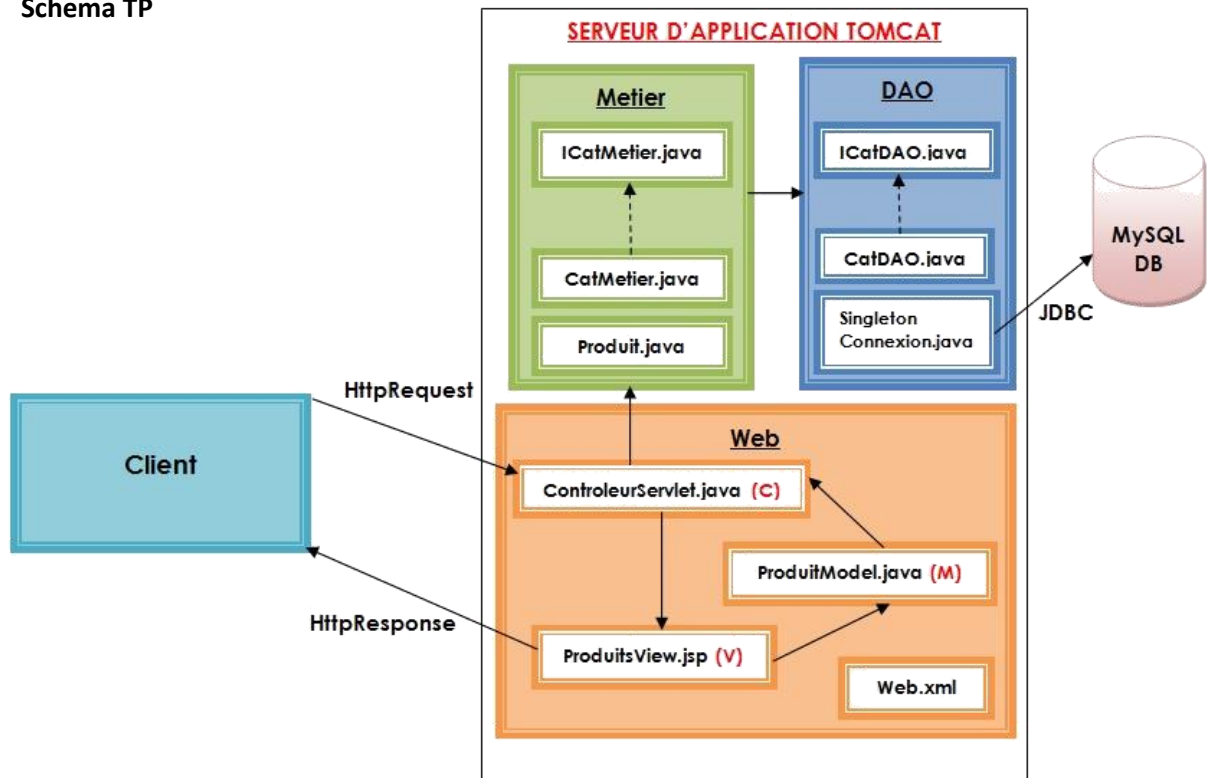 Schema TP
SERVEUR D'APPLICATION TOMCAT
Metier
ICatMetier.java
CatMetier.java
Produit.java
DAO
ICatDAO.java
CatDAO.java
Singleton
Connexion.java
MySQL
DB
JDBC
HttpRequest
Client
HttpResponse
Web
ControleurServlet.java (C)
ProduitModel.java (M)
ProduitsView.jsp (V)
Web.xml